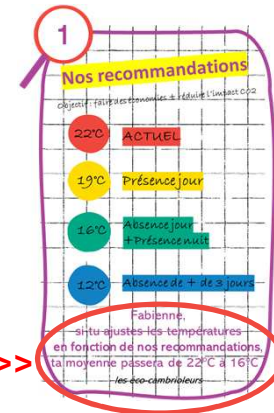 1
Nos recommandations
Objectif : faire des économies + réduire l'impact CO2
22°C ACTUEL
19°C Présence jour
16°C Absence jour
+Présence nuit
12°C Absence de + de 3 jours
Fabienne,
si tu ajustes les températures
en fonction de nos recommandations,
ta moyenne passera de 22°C à 16°C
les éco-cambrioleurs
>>